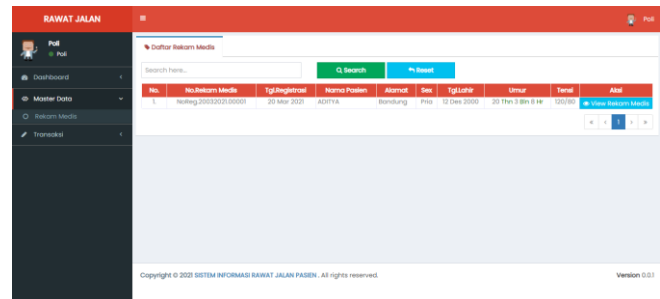 RAWAT JALAN
Poli
Poli
Poli
Dashboard
Master Data
Rekam Medis
Transaksi
Daftar Rekam Medis
Search here...
Search
Reset
No. No.Rekam Medis Tgl.Registrasi Nama Pasien Alamat Sex Tgl.Lahir Umur Tensi Aksi
1. NoReg.20032021.00001 20 Mar 2021 ADITYA Bandung Pria 12 Des 2000 20 Thn 3 Bln 8 Hr 120/80 View Rekam Medis
« < 1 > »
Copyright © 2021 SISTEM INFORMASI RAWAT JALAN PASIEN . All rights reserved.
Version 0.0.1